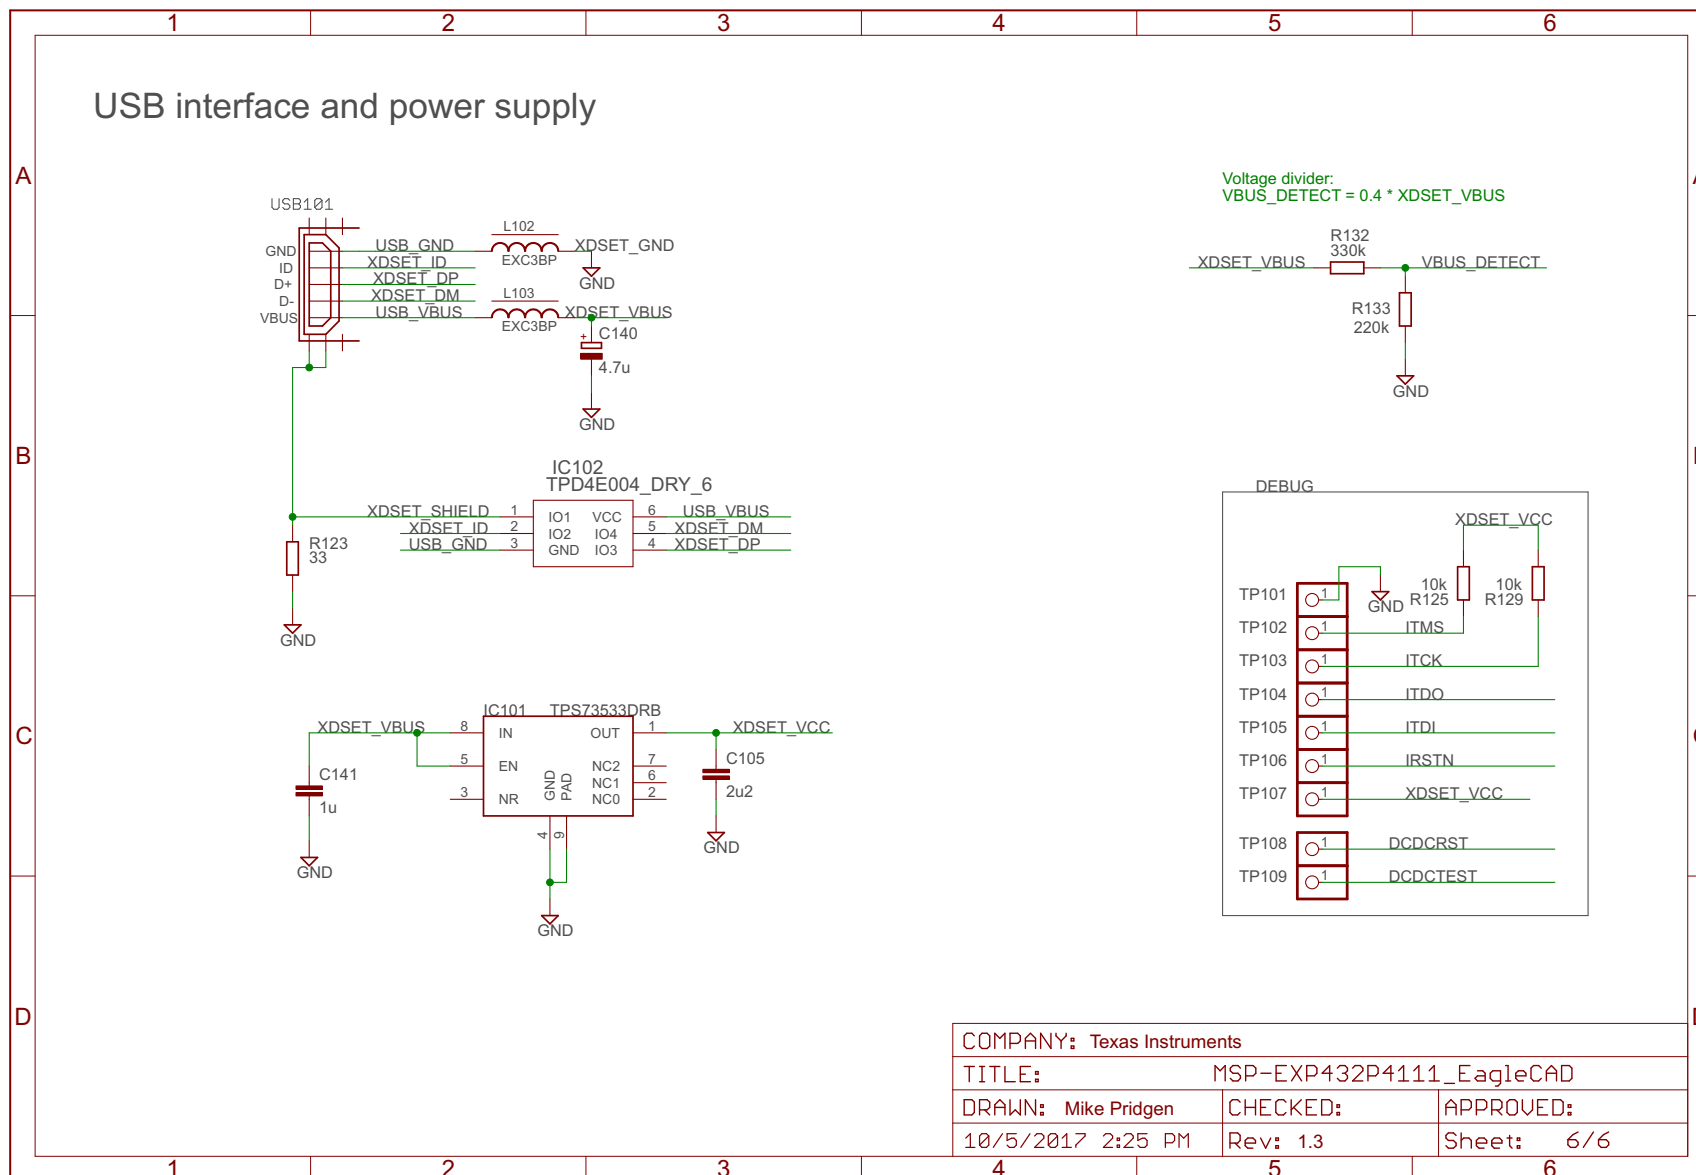 1 2 3 4 5 6
USB interface and power supply
A
USB101
GND
ID
D+
D-
VBUS
USB_GND
XDSET_ID
XDSET_DP
XDSET_DM
USB_VBUS
L102
EXC3BP
XDSET_GND
GND
L103
EXC3BP
XDSET_VBUS
+
C140
4.7u
GND
Voltage divider:
VBUS_DETECT = 0.4 * XDSET_VBUS
R132
330k
XDSET_VBUS
VBUS_DETECT
R133
220k
GND
B
IC102
TPD4E004_DRY_6
XDSET_SHIELD 1 IO1 VCC 6 USB_VBUS
XDSET_ID 2 IO2 IO4 5 XDSET_DM
USB_GND 3 GND IO3 4 XDSET_DP
R123
33
GND
DEBUG
XDSET_VCC
10k
R125
10k
R129
TP101 1 GND
TP102 1 ITMS
TP103 1 ITCK
TP104 1 ITDO
TP105 1 ITDI
TP106 1 IRSTN
TP107 1 XDSET_VCC
TP108 1 DCDCRST
TP109 1 DCDCTEST
C
IC101 TPS73533DRB
XDSET_VBUS 8 IN OUT 1 XDSET_VCC
5 EN NC2 7
NC1 6
3 NR NC0 2
GND
PAD
4
9
GND
C141
1u
GND
C105
2u2
GND
D
COMPANY: Texas Instruments
TITLE: MSP-EXP432P4111_EagleCAD
DRAWN: Mike Pridgen CHECKED: APPROVED:
10/5/2017 2:25 PM Rev: 1.3 Sheet: 6/6
1 2 3 4 5 6